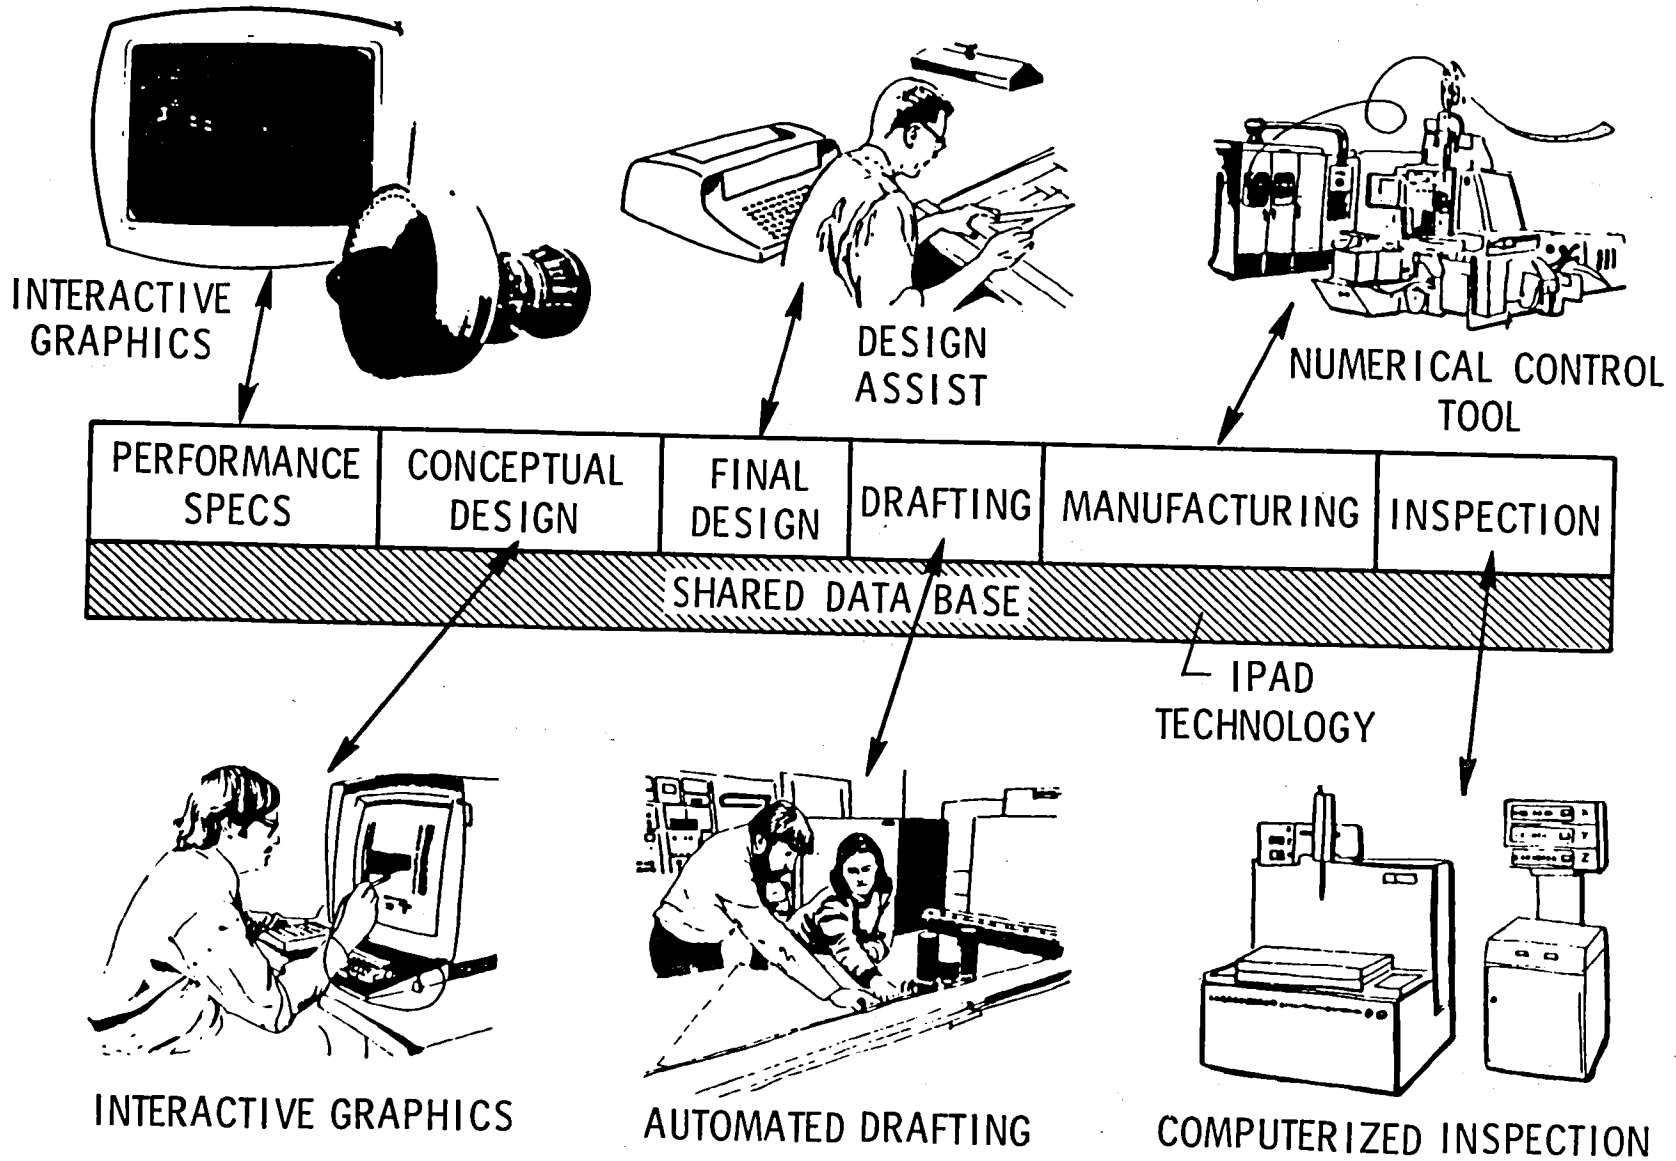 INTERACTIVE
GRAPHICS
DESIGN
ASSIST
NUMERICAL CONTROL
TOOL
PERFORMANCE
SPECS
CONCEPTUAL
DESIGN
FINAL
DESIGN
DRAFTING
MANUFACTURING
INSPECTION
SHARED DATA BASE
IPAD
TECHNOLOGY
X
Y
Z
INTERACTIVE GRAPHICS
AUTOMATED DRAFTING
COMPUTERIZED INSPECTION